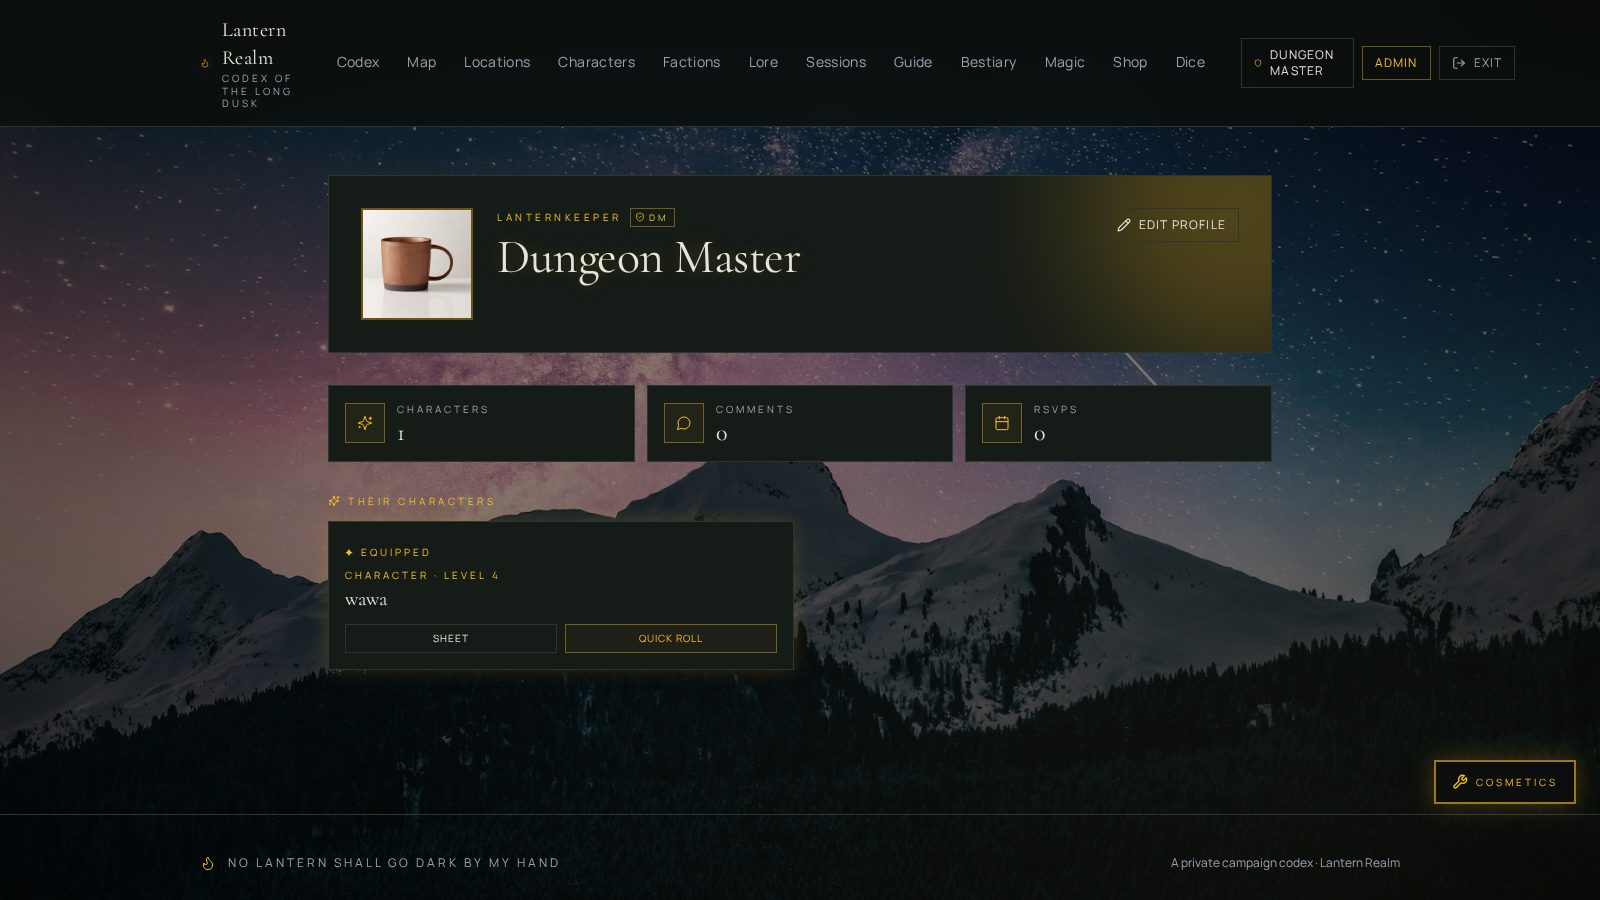 Lantern
Realm
CODEX OF
THE LONG
DUSK
Codex
Map
Locations
Characters
Factions
Lore
Sessions
Guide
Bestiary
Magic
Shop
Dice
DUNGEON
MASTER
ADMIN
EXIT
LANTERNKEEPER
DM
Dungeon Master
EDIT PROFILE
CHARACTERS
1
COMMENTS
0
RSVPS
0
THEIR CHARACTERS
✦ EQUIPPED
CHARACTER · LEVEL 4
wawa
SHEET
QUICK ROLL
COSMETICS
NO LANTERN SHALL GO DARK BY MY HAND
A private campaign codex · Lantern Realm